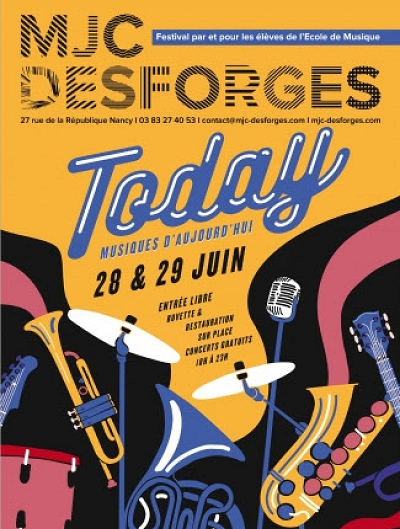 MJC
Festival par et pour les élèves de l'Ecole de Musique
DESFORGES
27 rue de la République Nancy I 03 83 27 40 53 I contact@mjc-desforges.com I mjc-desforges.com
Today
MUSIQUES D'AUJOURD'HUI
28 & 29 JUIN
ENTRÉE LIBRE
BUVETTE &
RESTAURATION
SUR PLACE
CONCERTS GRATUITS
10H À 23H